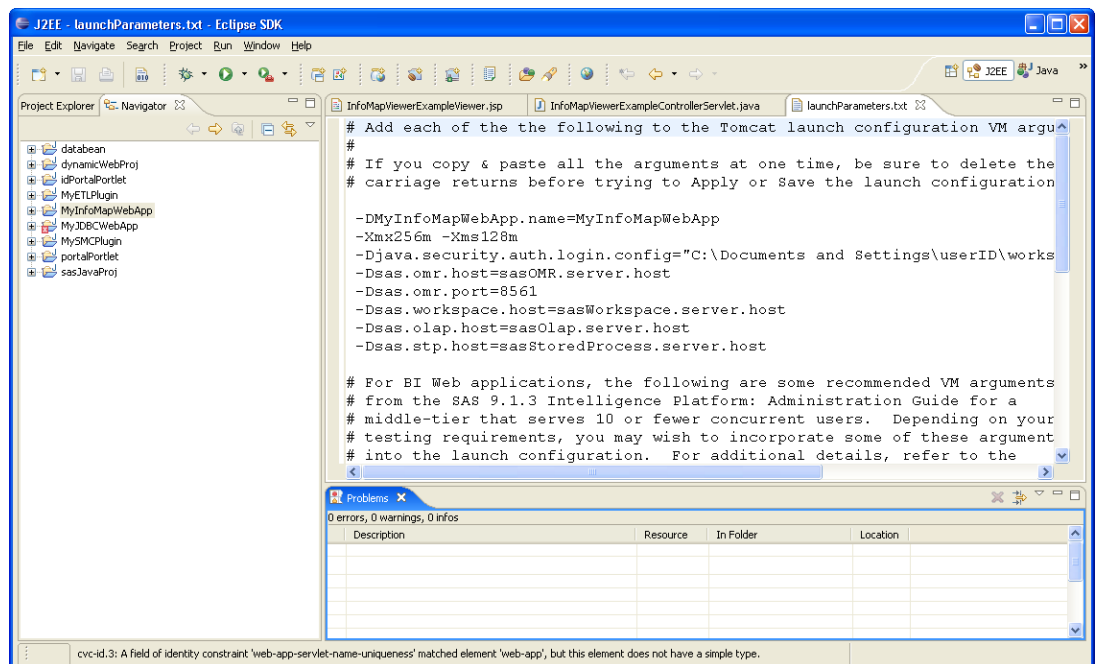 J2EE - launchParameters.txt - Eclipse SDK
File Edit Navigate Search Project Run Window Help
J2EE Java »
Project Explorer Navigator
InfoMapViewerExampleViewer.jsp InfoMapViewerExampleControllerServlet.java launchParameters.txt
databean
dynamicWebProj
idPortalPortlet
MyETLPlugin
MyInfoMapWebApp
MyJDBCWebApp
MySMCPlugin
portalPortlet
sasJavaProj
# Add each of the the following to the Tomcat launch configuration VM argu
#
# If you copy & paste all the arguments at one time, be sure to delete the
# carriage returns before trying to Apply or Save the launch configuration
-DMyInfoMapWebApp.name=MyInfoMapWebApp
-Xmx256m -Xms128m
-Djava.security.auth.login.config="C:\Documents and Settings\userID\works
-Dsas.omr.host=sasOMR.server.host
-Dsas.omr.port=8561
-Dsas.workspace.host=sasWorkspace.server.host
-Dsas.olap.host=sasOlap.server.host
-Dsas.stp.host=sasStoredProcess.server.host
# For BI Web applications, the following are some recommended VM arguments
# from the SAS 9.1.3 Intelligence Platform: Administration Guide for a
# middle-tier that serves 10 or fewer concurrent users.  Depending on your
# testing requirements, you may wish to incorporate some of these argument
# into the launch configuration.  For additional details, refer to the
Problems
0 errors, 0 warnings, 0 infos
Description Resource In Folder Location
cvc-id.3: A field of identity constraint 'web-app-servlet-name-uniqueness' matched element 'web-app', but this element does not have a simple type.